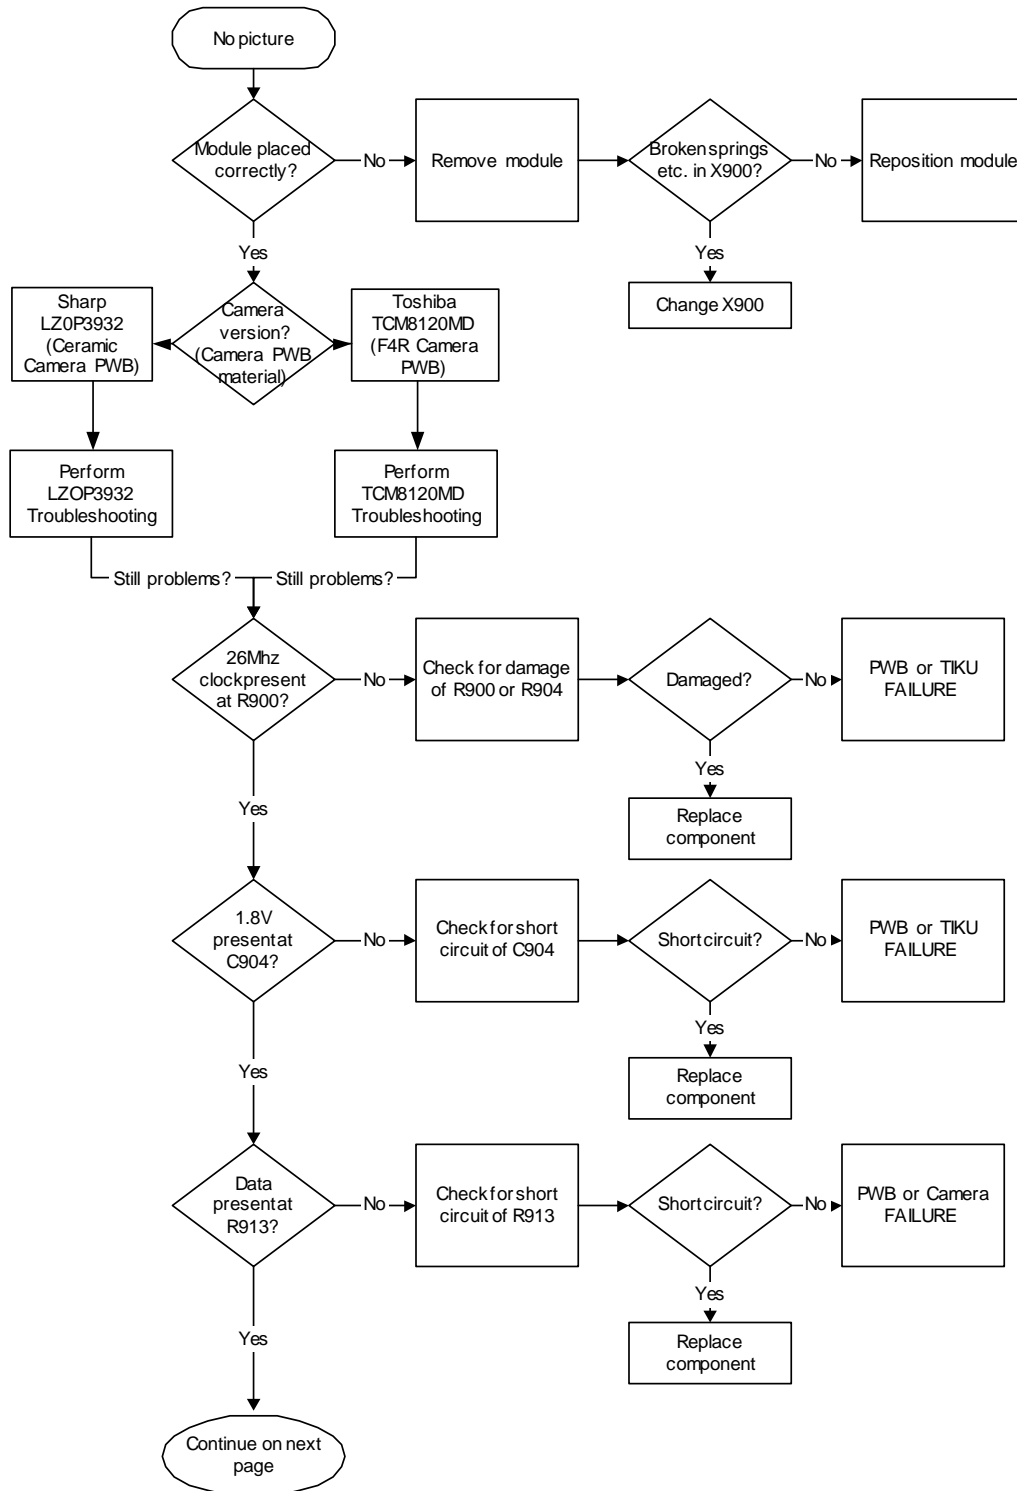 No picture
Module placed
correctly?
No
Remove module
Broken springs
etc. in X900?
No
Reposition module
Yes
Yes
Change X900
Sharp
LZ0P3932
(Ceramic
Camera PWB)
Camera
version?
(Camera PWB
material)
Toshiba
TCM8120MD
(F4R Camera
PWB)
Perform
LZOP3932
Troubleshooting
Perform
TCM8120MD
Troubleshooting
Still problems?
Still problems?
26Mhz
clock present
at R900?
No
Check for damage
of R900 or R904
Damaged?
No
PWB or TIKU
FAILURE
Yes
Yes
Replace
component
1.8V
present at
C904?
No
Check for short
circuit of C904
Short circuit?
No
PWB or TIKU
FAILURE
Yes
Yes
Replace
component
Data
present at
R913?
No
Check for short
circuit of R913
Short circuit?
No
PWB or Camera
FAILURE
Yes
Yes
Replace
component
Continue on next
page